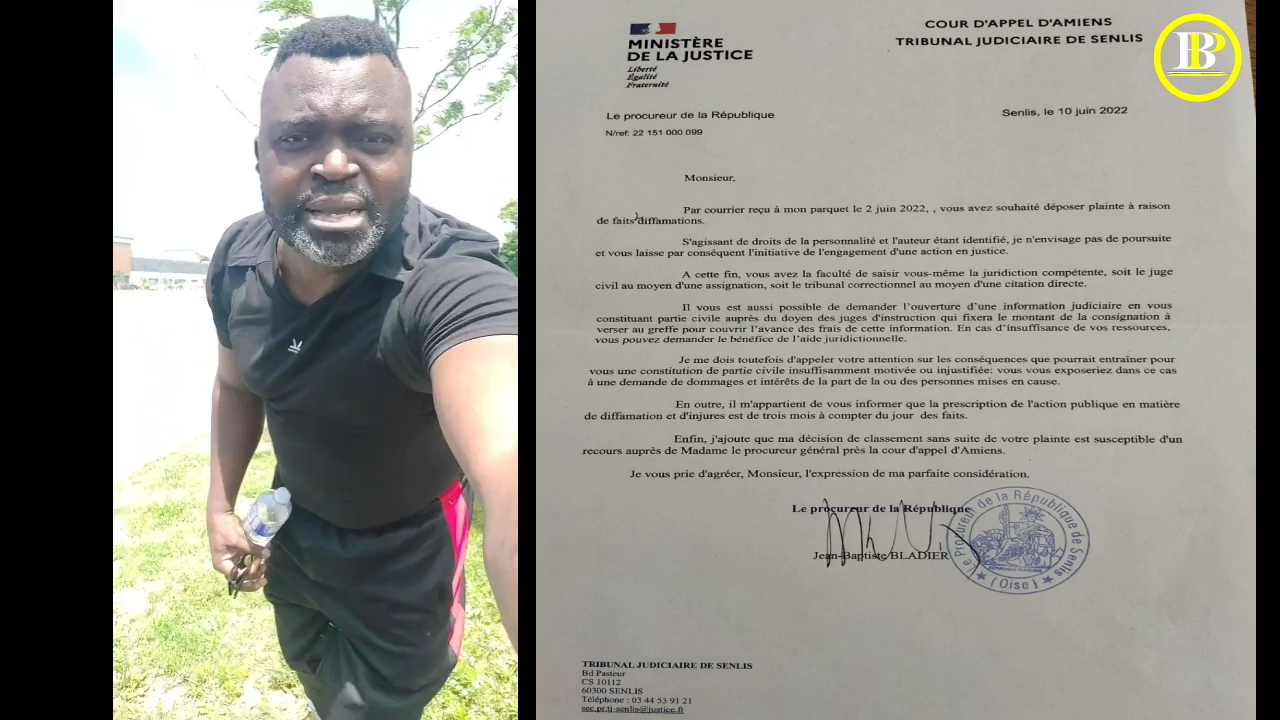 COUR D'APPEL D'AMIENS
TRIBUNAL JUDICIAIRE DE SENLIS
BP
MINISTÈRE
DE LA JUSTICE
Liberté
Égalité
Fraternité
Le procureur de la République
Senlis, le 10 juin 2022
N/ref: 22 151 000 099
Monsieur,
Par courrier reçu à mon parquet le 2 juin 2022, , vous avez souhaité déposer plainte à raison
de faits diffamations.
S'agissant de droits de la personnalité et l'auteur étant identifié, je n'envisage pas de poursuite
et vous laisse par conséquent l'initiative de l'engagement d'une action en justice.
A cette fin, vous avez la faculté de saisir vous-même la juridiction compétente, soit le juge
civil au moyen d'une assignation, soit le tribunal correctionnel au moyen d'une citation directe.
Il vous est aussi possible de demander l'ouverture d'une information judiciaire en vous
constituant partie civile auprès du doyen des juges d'instruction qui fixera le montant de la consignation à
verser au greffe pour couvrir l'avance des frais de cette information. En cas d'insuffisance de vos ressources,
vous pouvez demander le bénéfice de l'aide juridictionnelle.
Je me dois toutefois d'appeler votre attention sur les conséquences que pourrait entraîner pour
vous une constitution de partie civile insuffisamment motivée ou injustifiée: vous vous exposeriez dans ce cas
à une demande de dommages et intérêts de la part de la ou des personnes mises en cause.
En outre, il m'appartient de vous informer que la prescription de l'action publique en matière
de diffamation et d'injures est de trois mois à compter du jour des faits.
Enfin, j'ajoute que ma décision de classement sans suite de votre plainte est susceptible d'un
recours auprès de Madame le procureur général près la cour d'appel d'Amiens.
Je vous prie d'agréer, Monsieur, l'expression de ma parfaite considération.
Le procureur de la République
Jean-Baptiste BLADIER
Le Procureur de la République de Senlis
(Oise)
TRIBUNAL JUDICIAIRE DE SENLIS
Bd Pasteur
CS 10112
60300 SENLIS
Téléphone : 03 44 53 91 21
sec.pr.tj-senlis@justice.fr